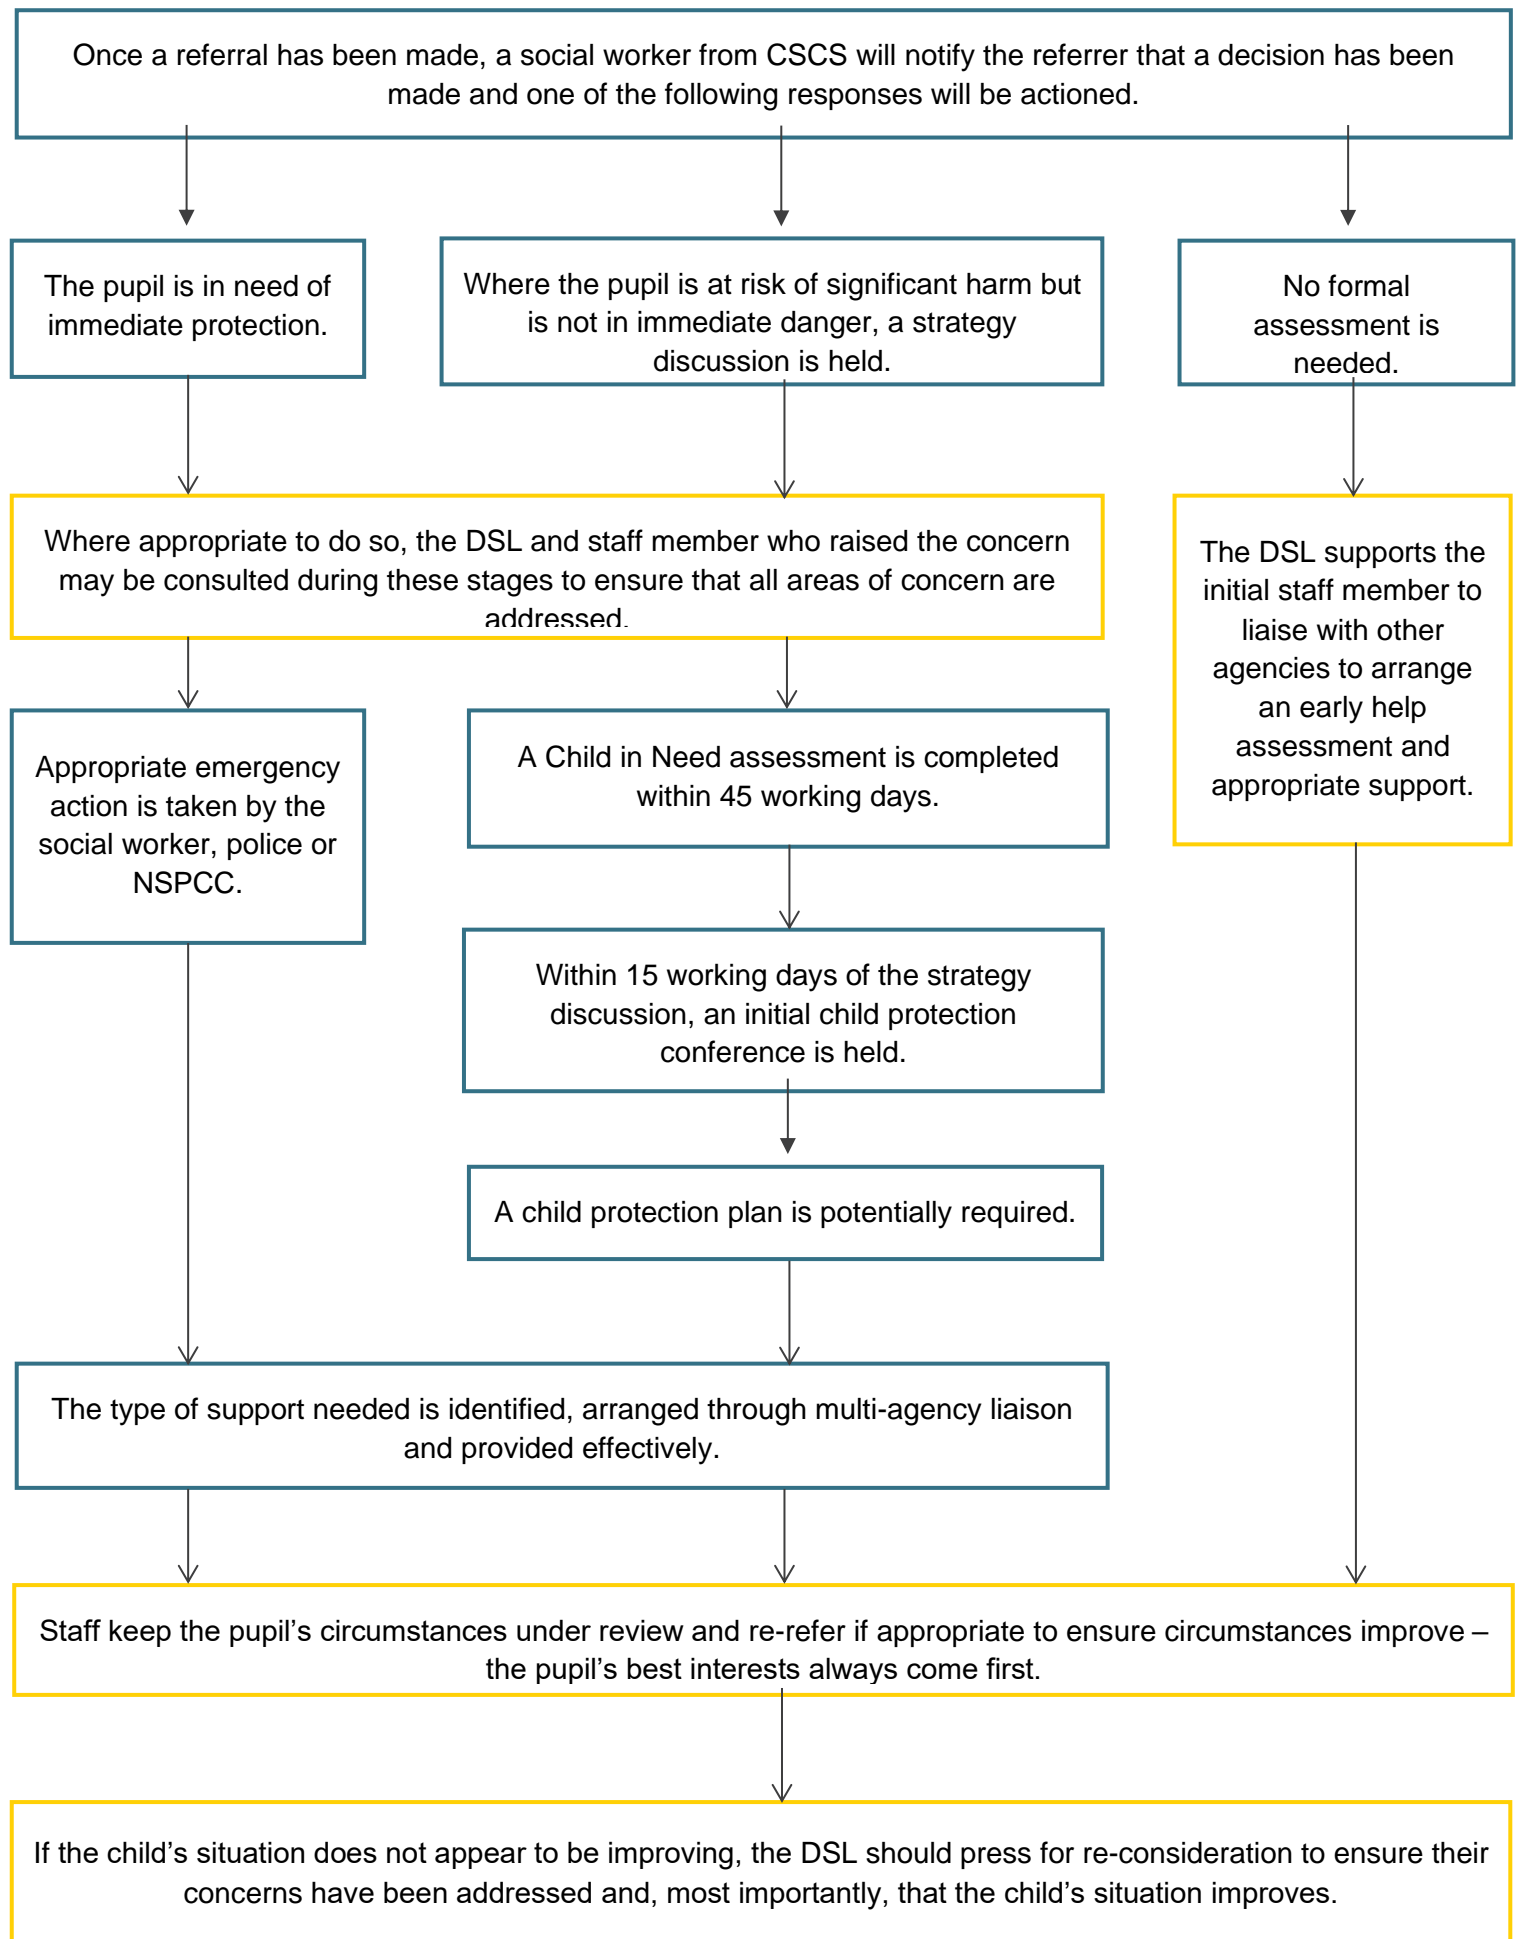 Once a referral has been made, a social worker from CSCS will notify the referrer that a decision has been
made and one of the following responses will be actioned.
The pupil is in need of
immediate protection.
Where the pupil is at risk of significant harm but
is not in immediate danger, a strategy
discussion is held.
No formal
assessment is
needed.
Where appropriate to do so, the DSL and staff member who raised the concern
may be consulted during these stages to ensure that all areas of concern are
addressed.
The DSL supports the
initial staff member to
liaise with other
agencies to arrange
an early help
assessment and
appropriate support.
Appropriate emergency
action is taken by the
social worker, police or
NSPCC.
A Child in Need assessment is completed
within 45 working days.
Within 15 working days of the strategy
discussion, an initial child protection
conference is held.
A child protection plan is potentially required.
The type of support needed is identified, arranged through multi-agency liaison
and provided effectively.
Staff keep the pupil’s circumstances under review and re-refer if appropriate to ensure circumstances improve –
the pupil’s best interests always come first.
If the child’s situation does not appear to be improving, the DSL should press for re-consideration to ensure their
concerns have been addressed and, most importantly, that the child’s situation improves.